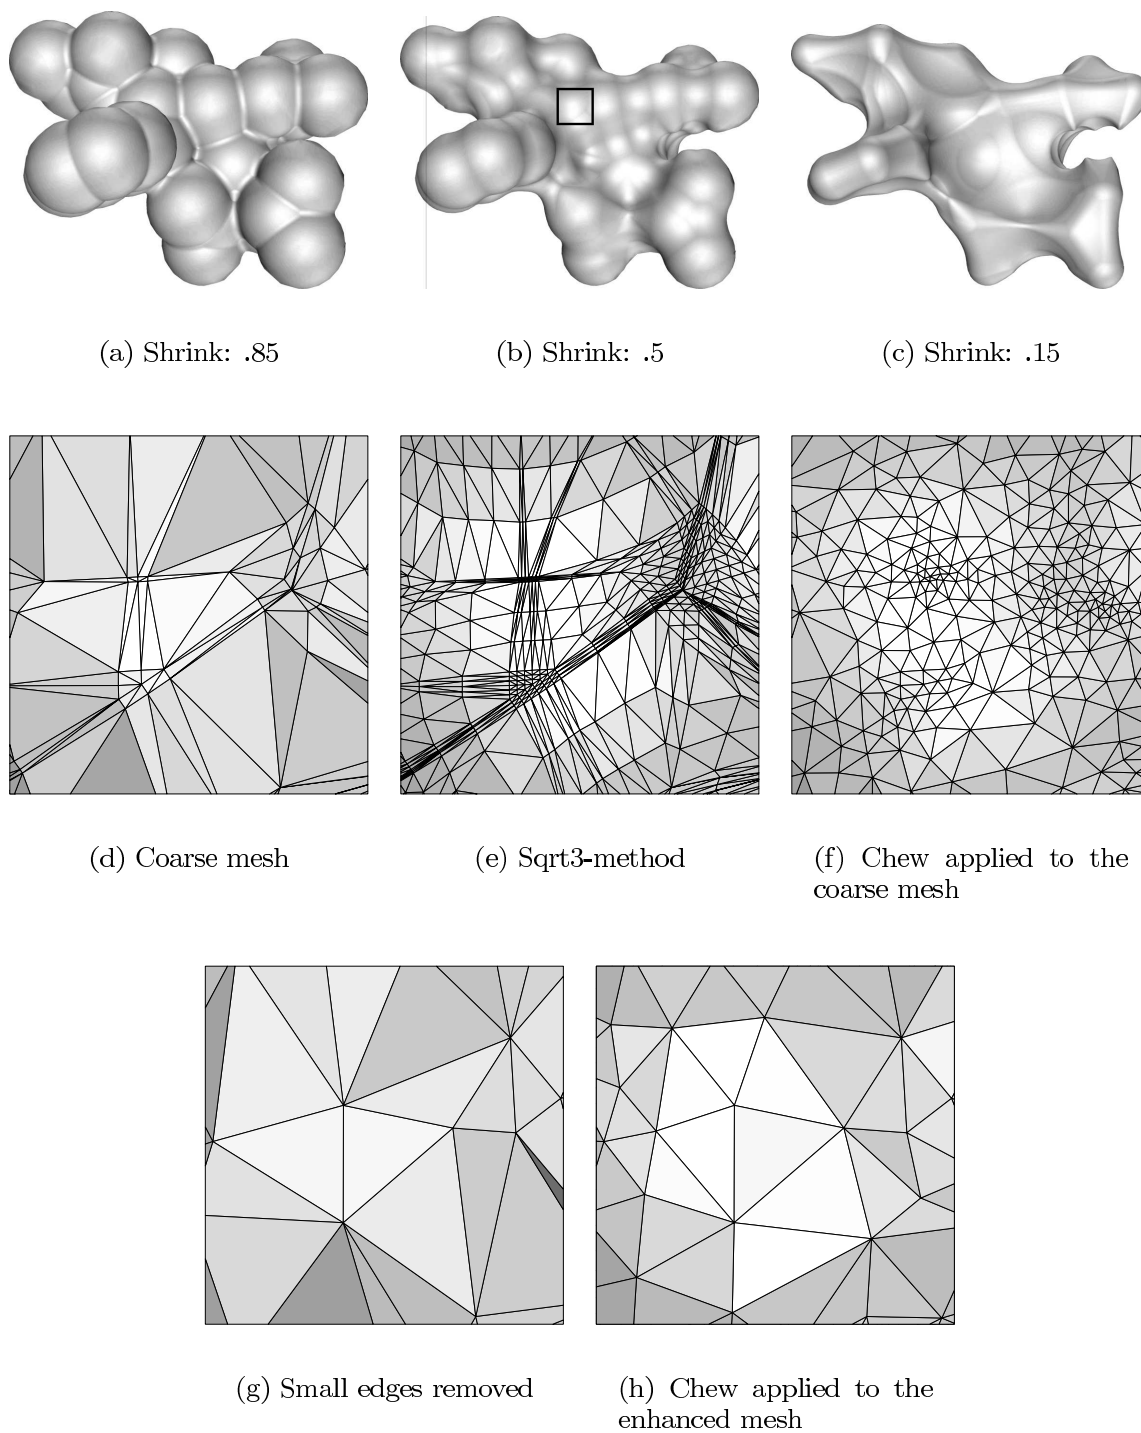 (a) Shrink: .85
(b) Shrink: .5
(c) Shrink: .15
(d) Coarse mesh
(e) Sqrt3-method
(f) Chew applied to the
coarse mesh
(g) Small edges removed
(h) Chew applied to the
enhanced mesh